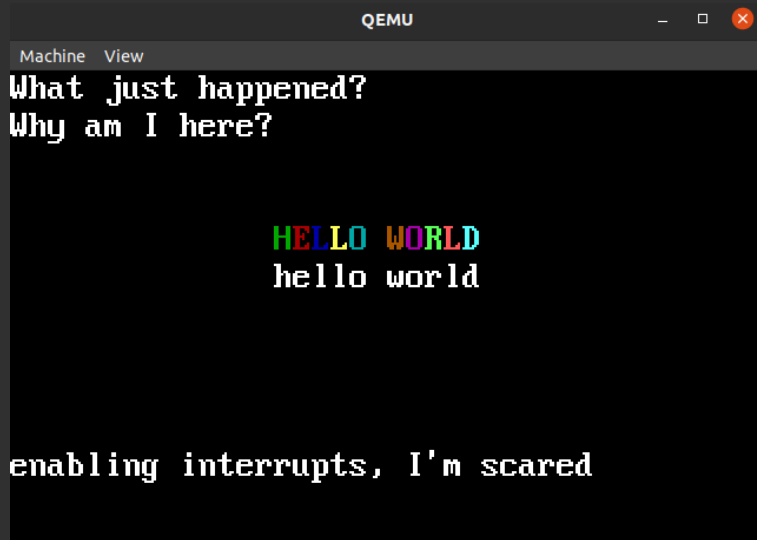 QEMU
Machine View
What just happened?
Why am I here?
HELLO WORLD
hello world
enabling interrupts, I'm scared